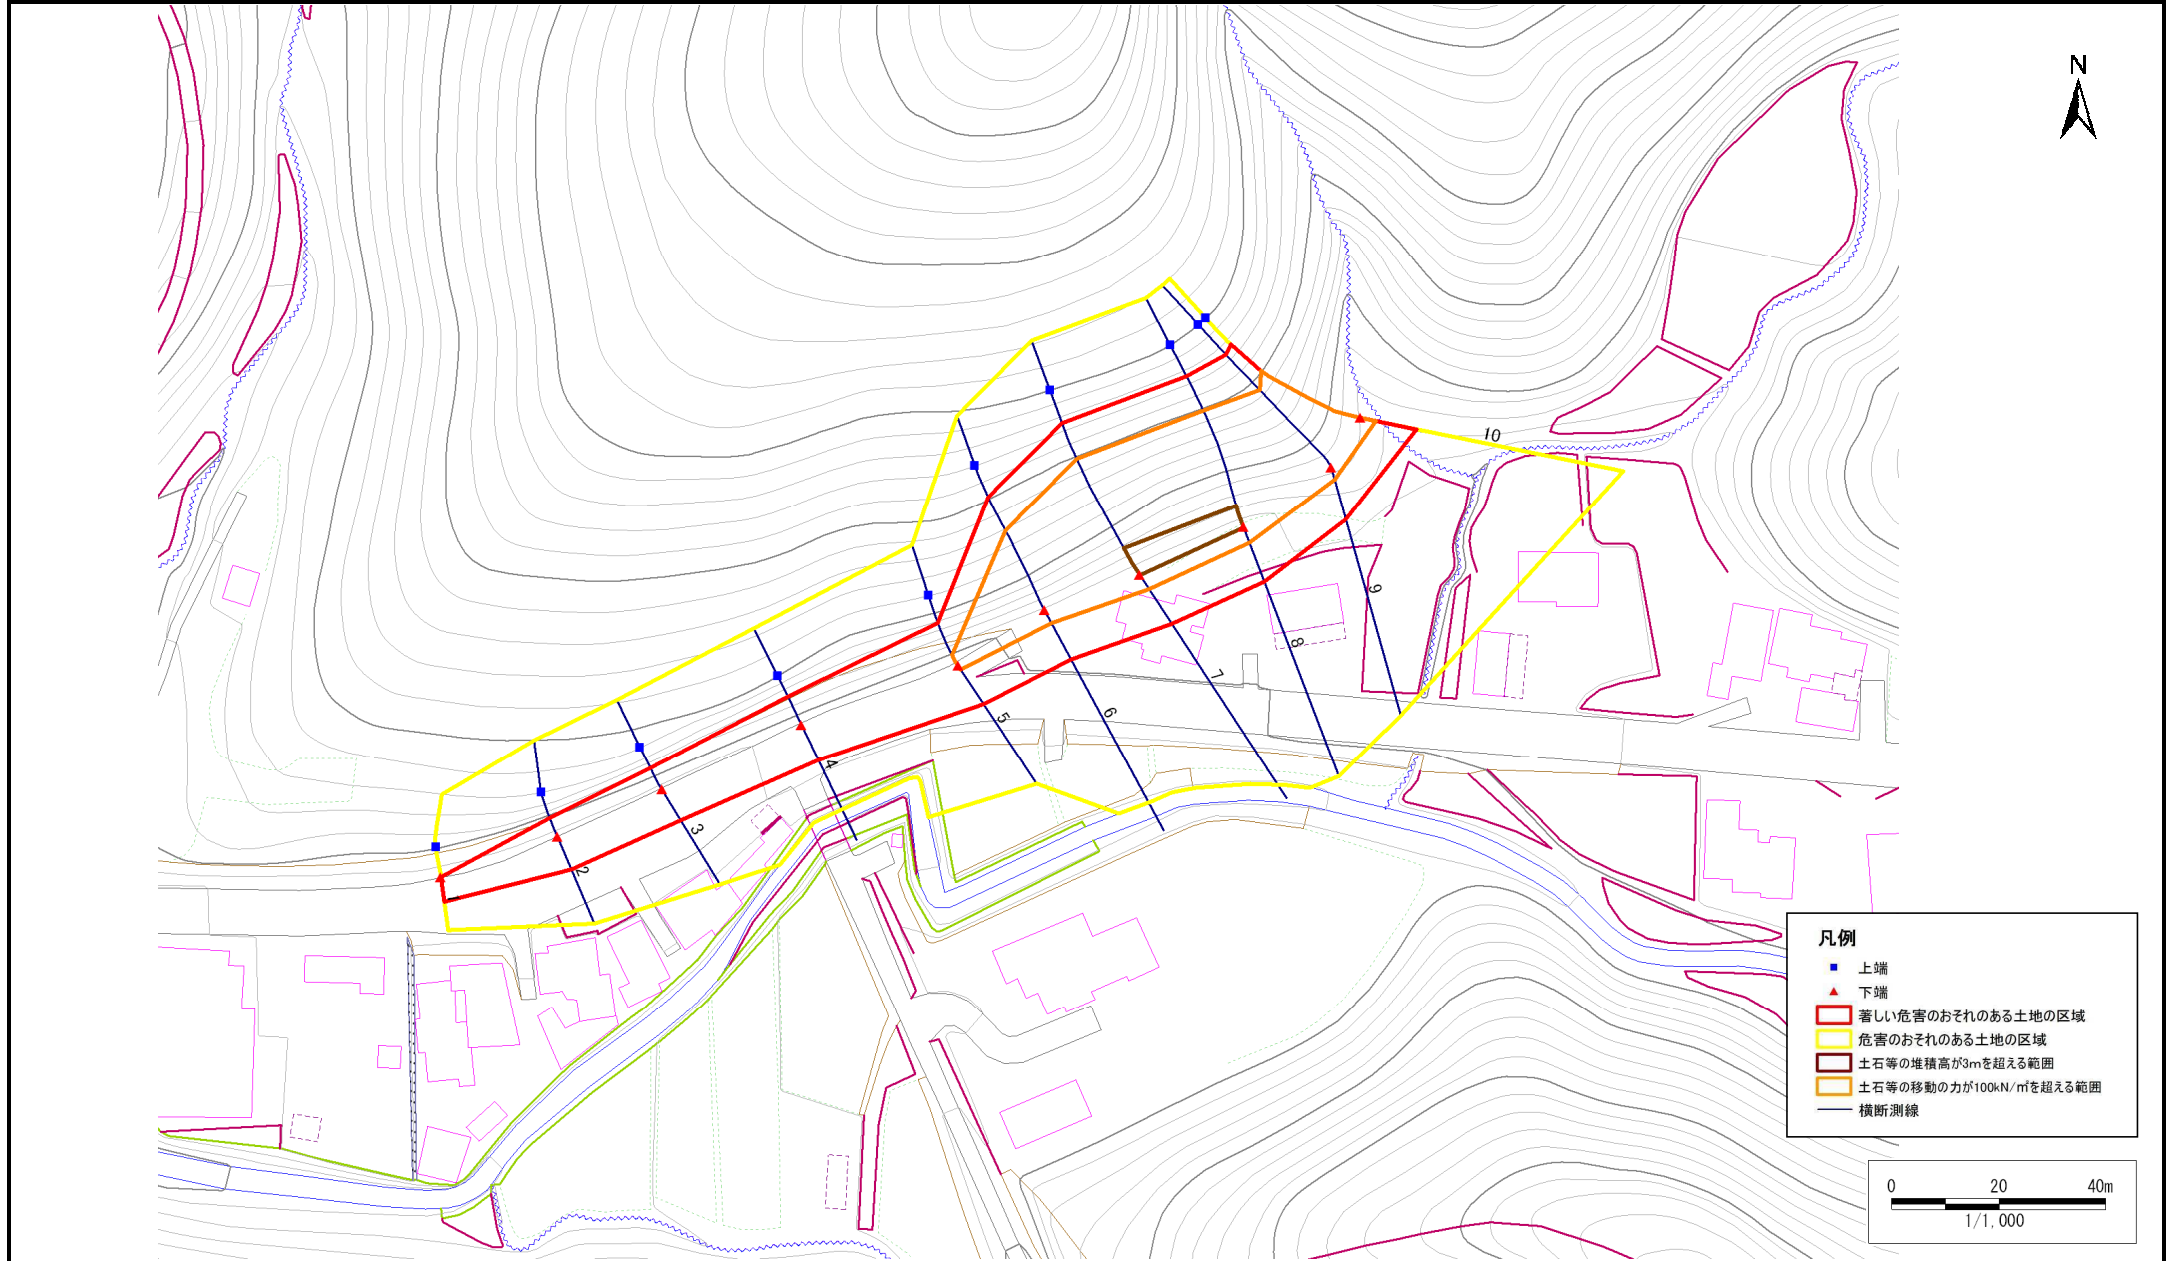 N
10
9
8
7
6
5
4
3
2
1
凡例
上端
下端
著しい危害のおそれのある土地の区域
危害のおそれのある土地の区域
土石等の堆積高が3mを超える範囲
土石等の移動の力が100kN/㎡を超える範囲
横断測線
0 20 40m
1/1,000